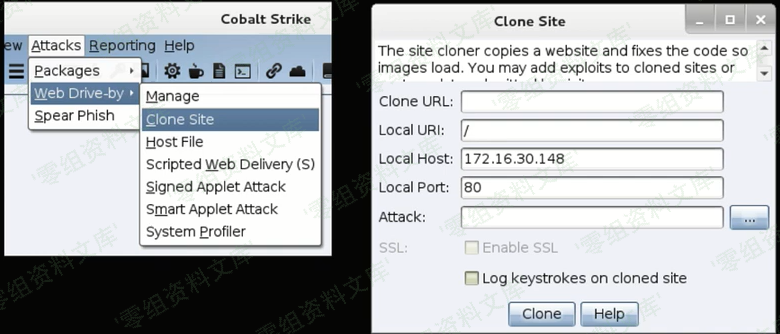 Cobalt Strike
ew Attacks Reporting Help
Packages
Web Drive-by
Spear Phish
Manage
Clone Site
Host File
Scripted Web Delivery (S)
Signed Applet Attack
Smart Applet Attack
System Profiler
Clone Site
The site cloner copies a website and fixes the code so
images load. You may add exploits to cloned sites or
Clone URL:
Local URI: /
Local Host: 172.16.30.148
Local Port: 80
Attack: ...
SSL: Enable SSL
Log keystrokes on cloned site
Clone Help
'零组资料文库'